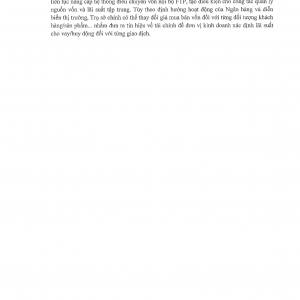 liên tục nâng cấp hệ thống điều chuyển vốn nội bộ FTP, tạo điều kiện cho công tác quản lý
nguồn vốn và lãi suất tập trung. Tùy theo định hướng hoạt động của Ngân hàng và diễn
biến thị trường, Trụ sở chính có thể thay đổi giá mua bán vốn đối với từng đối tượng khách
hàng/sản phẩm... nhằm đưa ra tín hiệu về tài chính để đơn vị kinh doanh xác định lãi suất
cho vay/huy động đối với từng giao dịch.